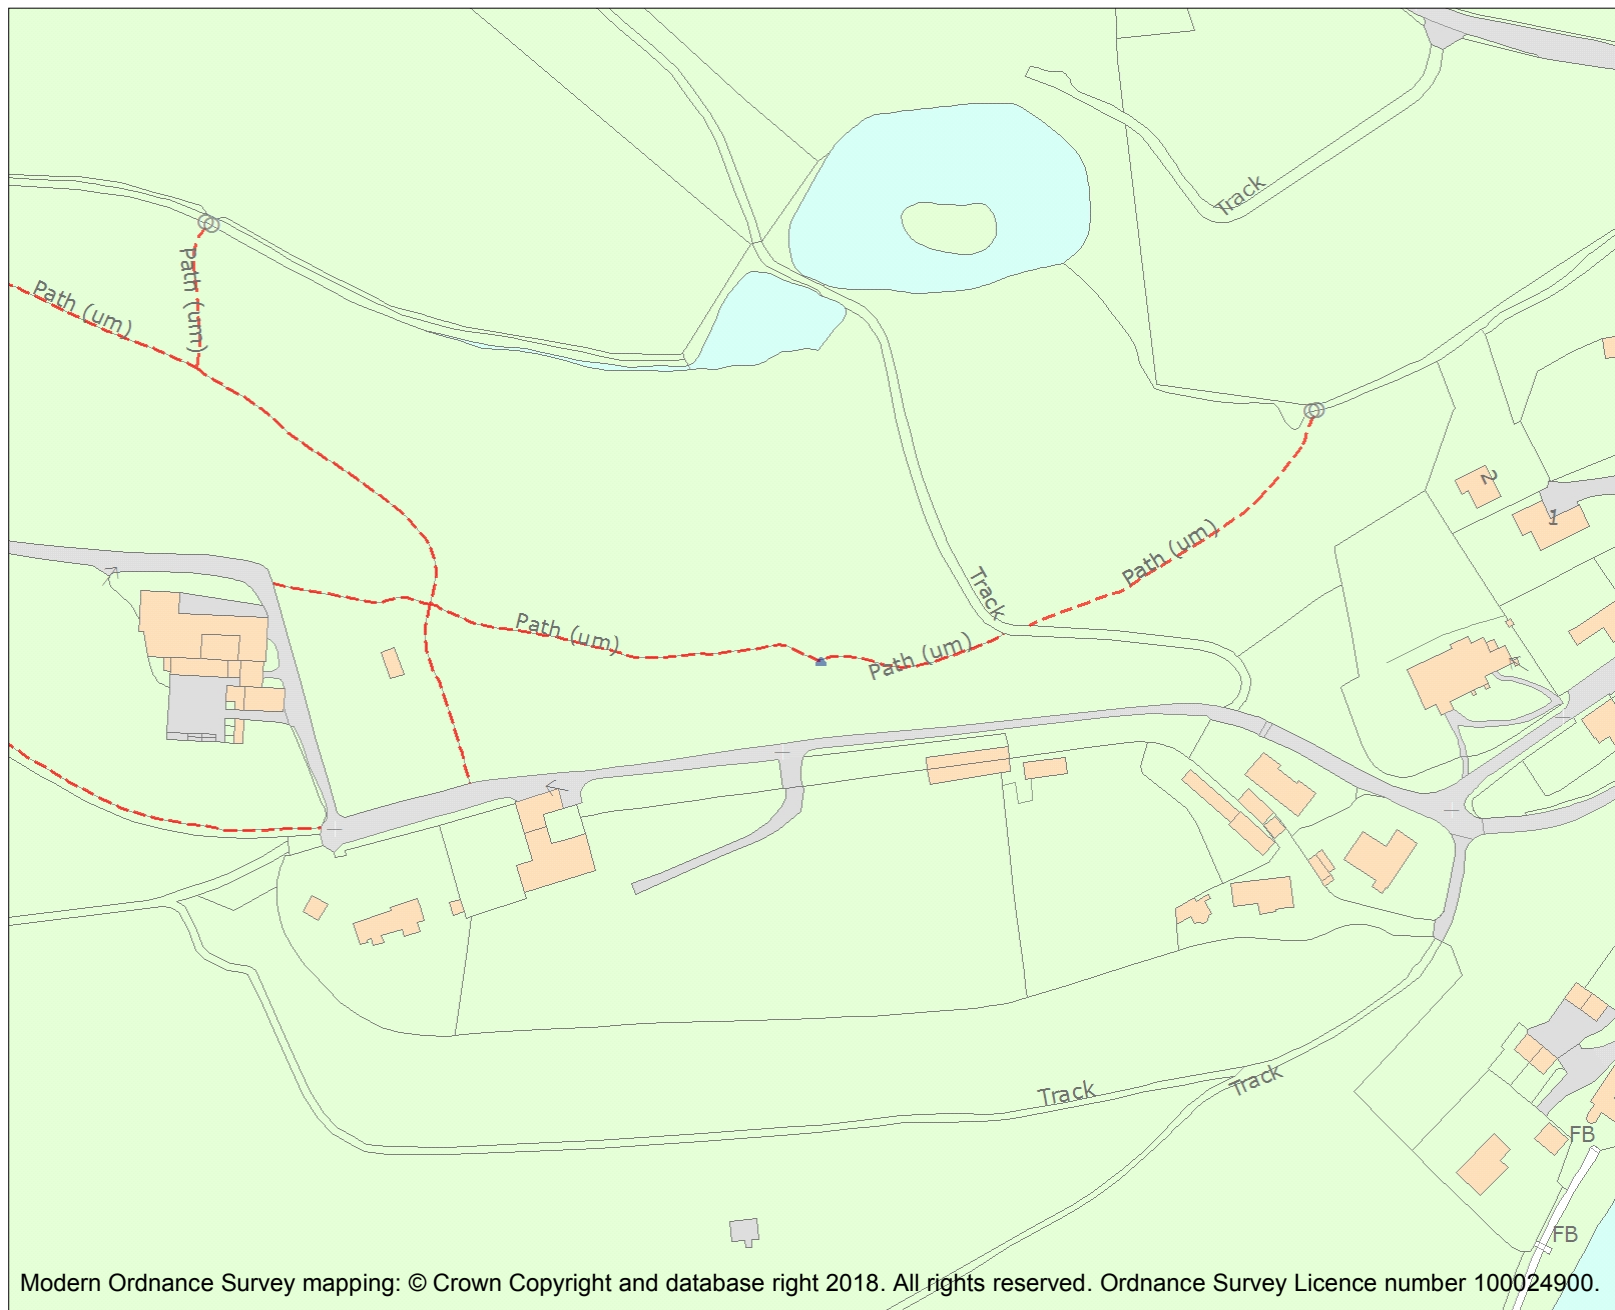 Track
Path (um)
Path (um)
2
1
Path (um)
Track
Path (um)
Path (um)
Track
Track
FB
FB
Modern Ordnance Survey mapping: © Crown Copyright and database right 2018. All rights reserved. Ordnance Survey Licence number 100024900.